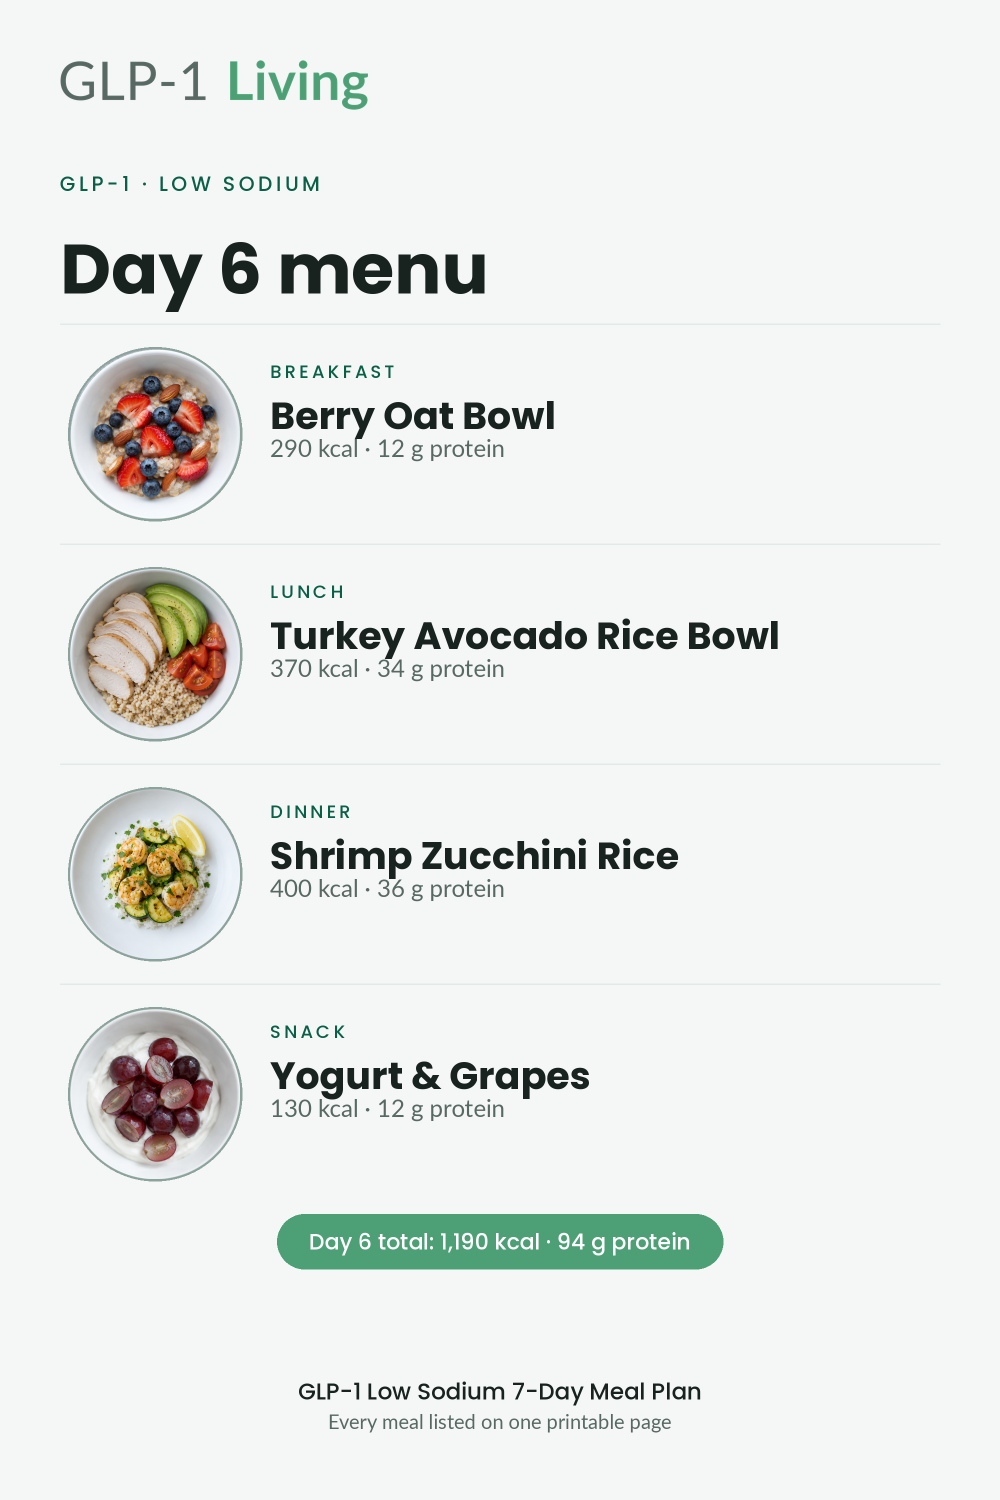 GLP-1 Living
GLP-1 · LOW SODIUM
Day 6 menu
BREAKFAST
Berry Oat Bowl
290 kcal · 12 g protein
LUNCH
Turkey Avocado Rice Bowl
370 kcal · 34 g protein
DINNER
Shrimp Zucchini Rice
400 kcal · 36 g protein
SNACK
Yogurt & Grapes
130 kcal · 12 g protein
Day 6 total: 1,190 kcal · 94 g protein
GLP-1 Low Sodium 7-Day Meal Plan
Every meal listed on one printable page